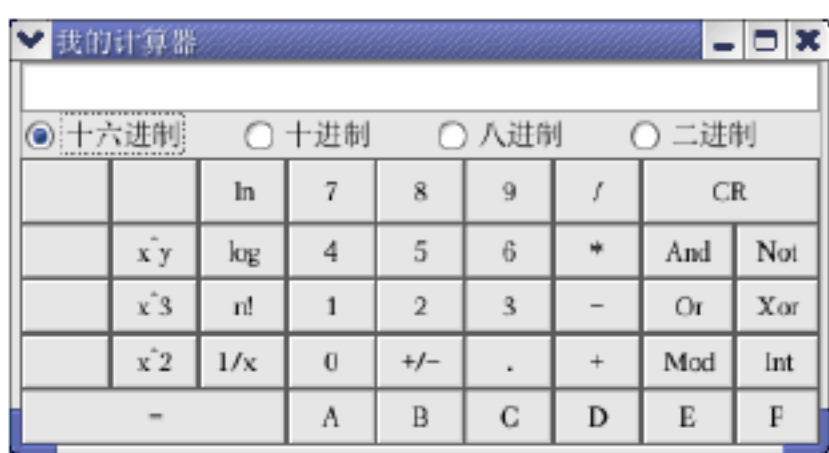 我的计算器
十六进制 十进制 八进制 二进制
ln 7 8 9 / CR
x^y log 4 5 6 * And Not
x^3 n! 1 2 3 - Or Xor
x^2 1/x 0 +/- . + Mod Int
= A B C D E F